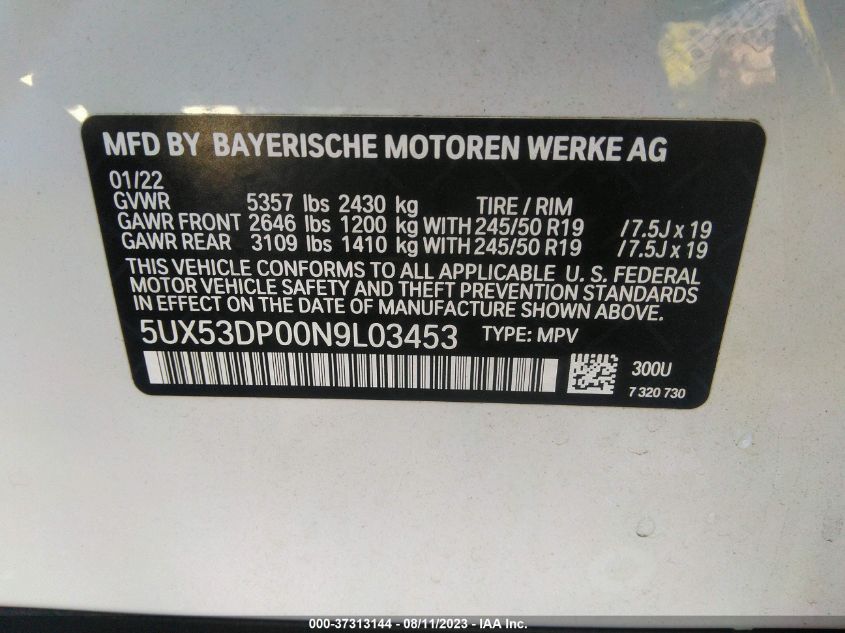 MFD BY BAYERISCHE MOTOREN WERKE AG
01/22
GVWR 5357 lbs 2430 kg TIRE / RIM
GAWR FRONT 2646 lbs 1200 kg WITH 245/50 R19 /7.5J x 19
GAWR REAR 3109 lbs 1410 kg WITH 245/50 R19 /7.5J x 19
THIS VEHICLE CONFORMS TO ALL APPLICABLE U. S. FEDERAL
MOTOR VEHICLE SAFETY AND THEFT PREVENTION STANDARDS
IN EFFECT ON THE DATE OF MANUFACTURE SHOWN ABOVE.
5UX53DP00N9L03453 TYPE: MPV
300U
7 320 730
000-37313144 - 08/11/2023 - IAA Inc.